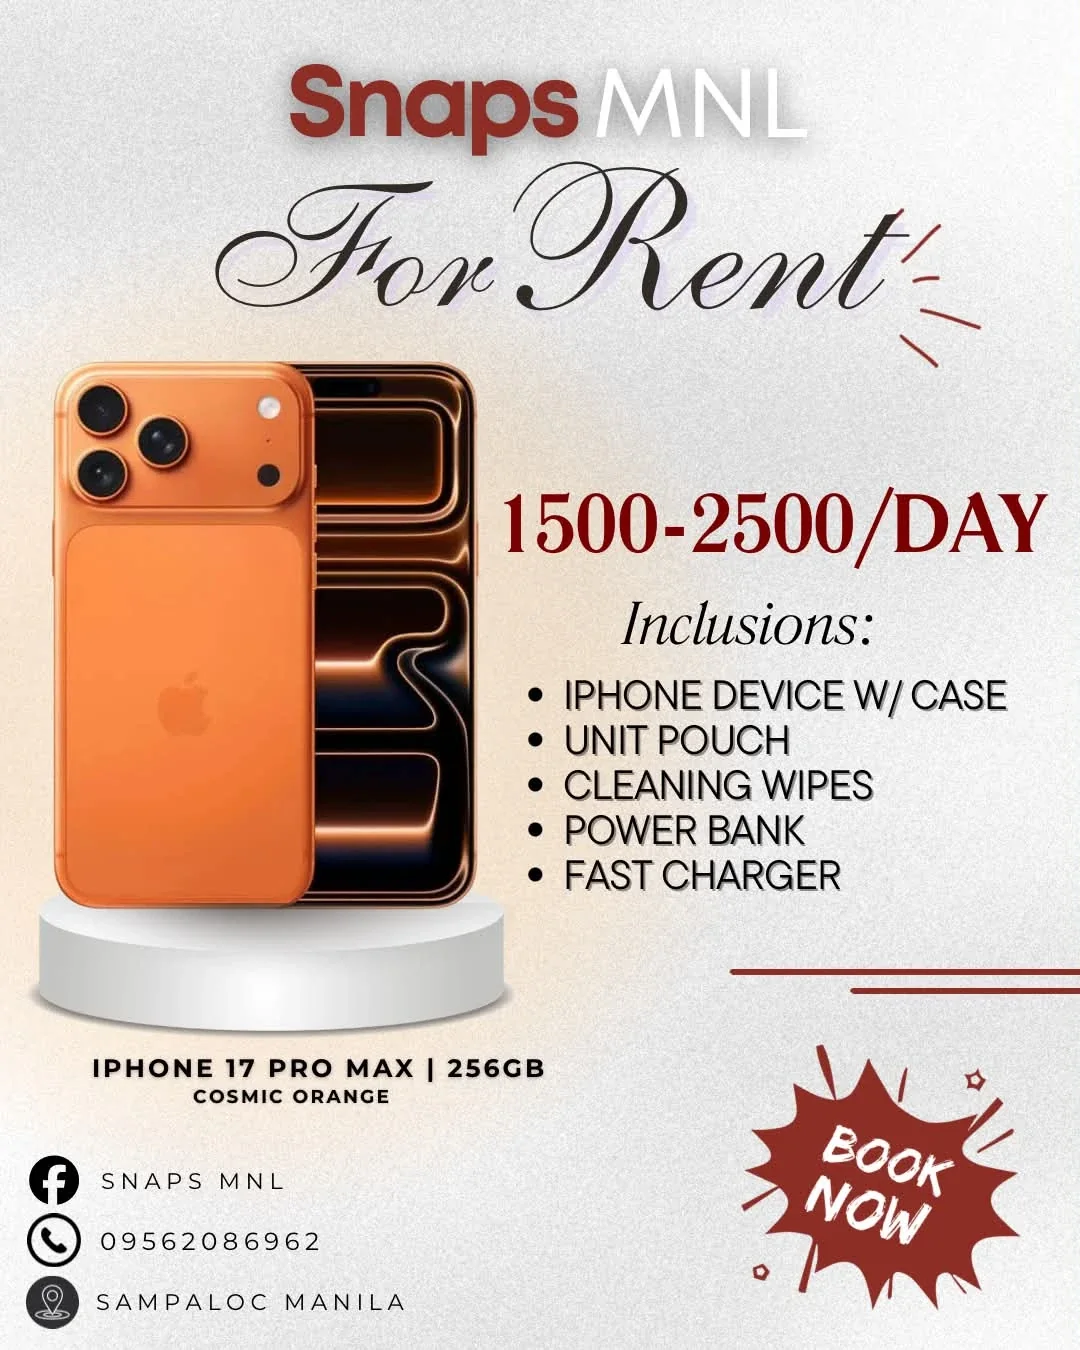 Snaps MNL
For Rent
1500-2500/DAY
Inclusions:
• IPHONE DEVICE W/ CASE
• UNIT POUCH
• CLEANING WIPES
• POWER BANK
• FAST CHARGER
IPHONE 17 PRO MAX | 256GB
COSMIC ORANGE
BOOK
NOW
SNAPS MNL
09562086962
SAMPALOC MANILA